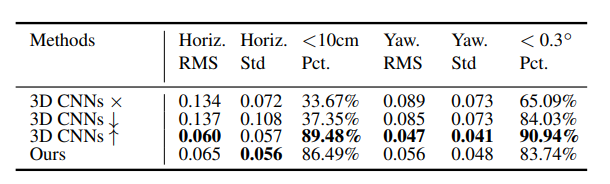 Methods Horiz. Horiz. <10cm Yaw. Yaw. < 0.3°
RMS Std Pct. RMS Std Pct.
3D CNNs × 0.134 0.072 33.67% 0.089 0.073 65.09%
3D CNNs ↓ 0.137 0.108 37.35% 0.085 0.073 84.03%
3D CNNs ↑ 0.060 0.057 89.48% 0.047 0.041 90.94%
Ours 0.065 0.056 86.49% 0.056 0.048 83.74%